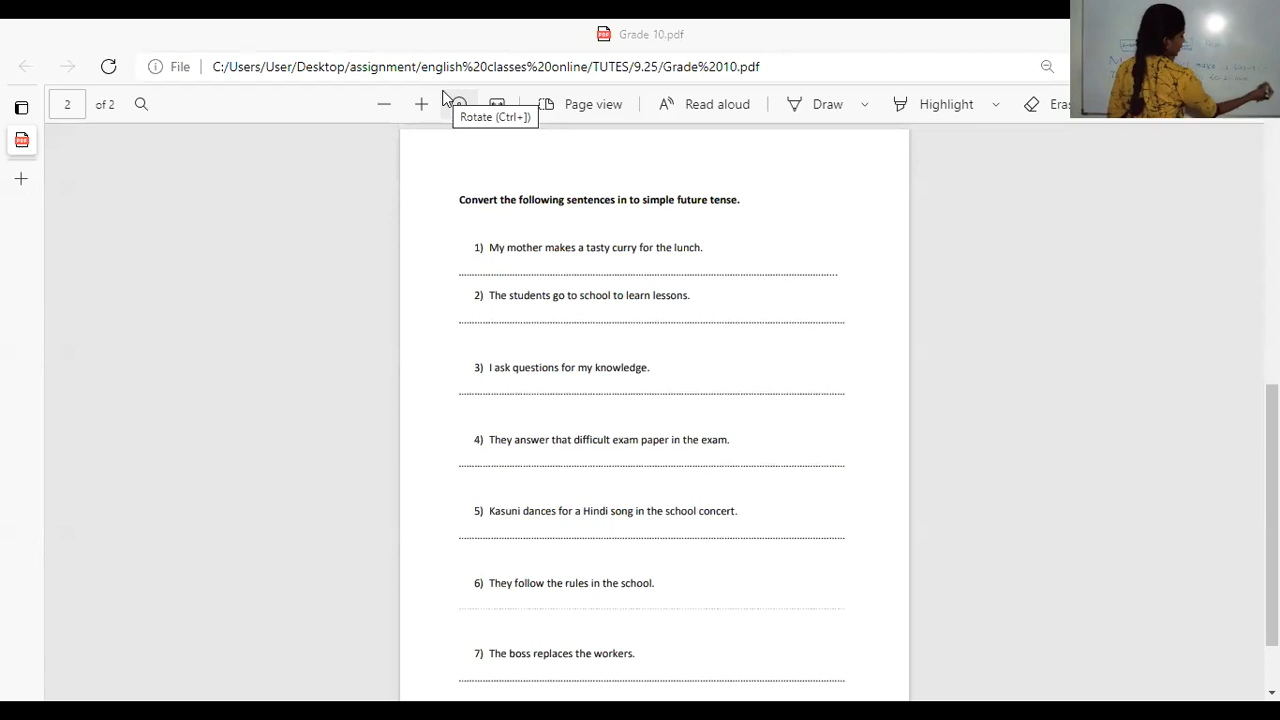 Grade 10.pdf
File C:/Users/User/Desktop/assignment/english%20classes%20online/TUTES/9.25/Grade%2010.pdf
2 of 2 Page view Read aloud Draw Highlight
Rotate (Ctrl+])
Convert the following sentences in to simple future tense.
1) My mother makes a tasty curry for the lunch.
2) The students go to school to learn lessons.
3) I ask questions for my knowledge.
4) They answer that difficult exam paper in the exam.
5) Kasuni dances for a Hindi song in the school concert.
6) They follow the rules in the school.
7) The boss replaces the workers.